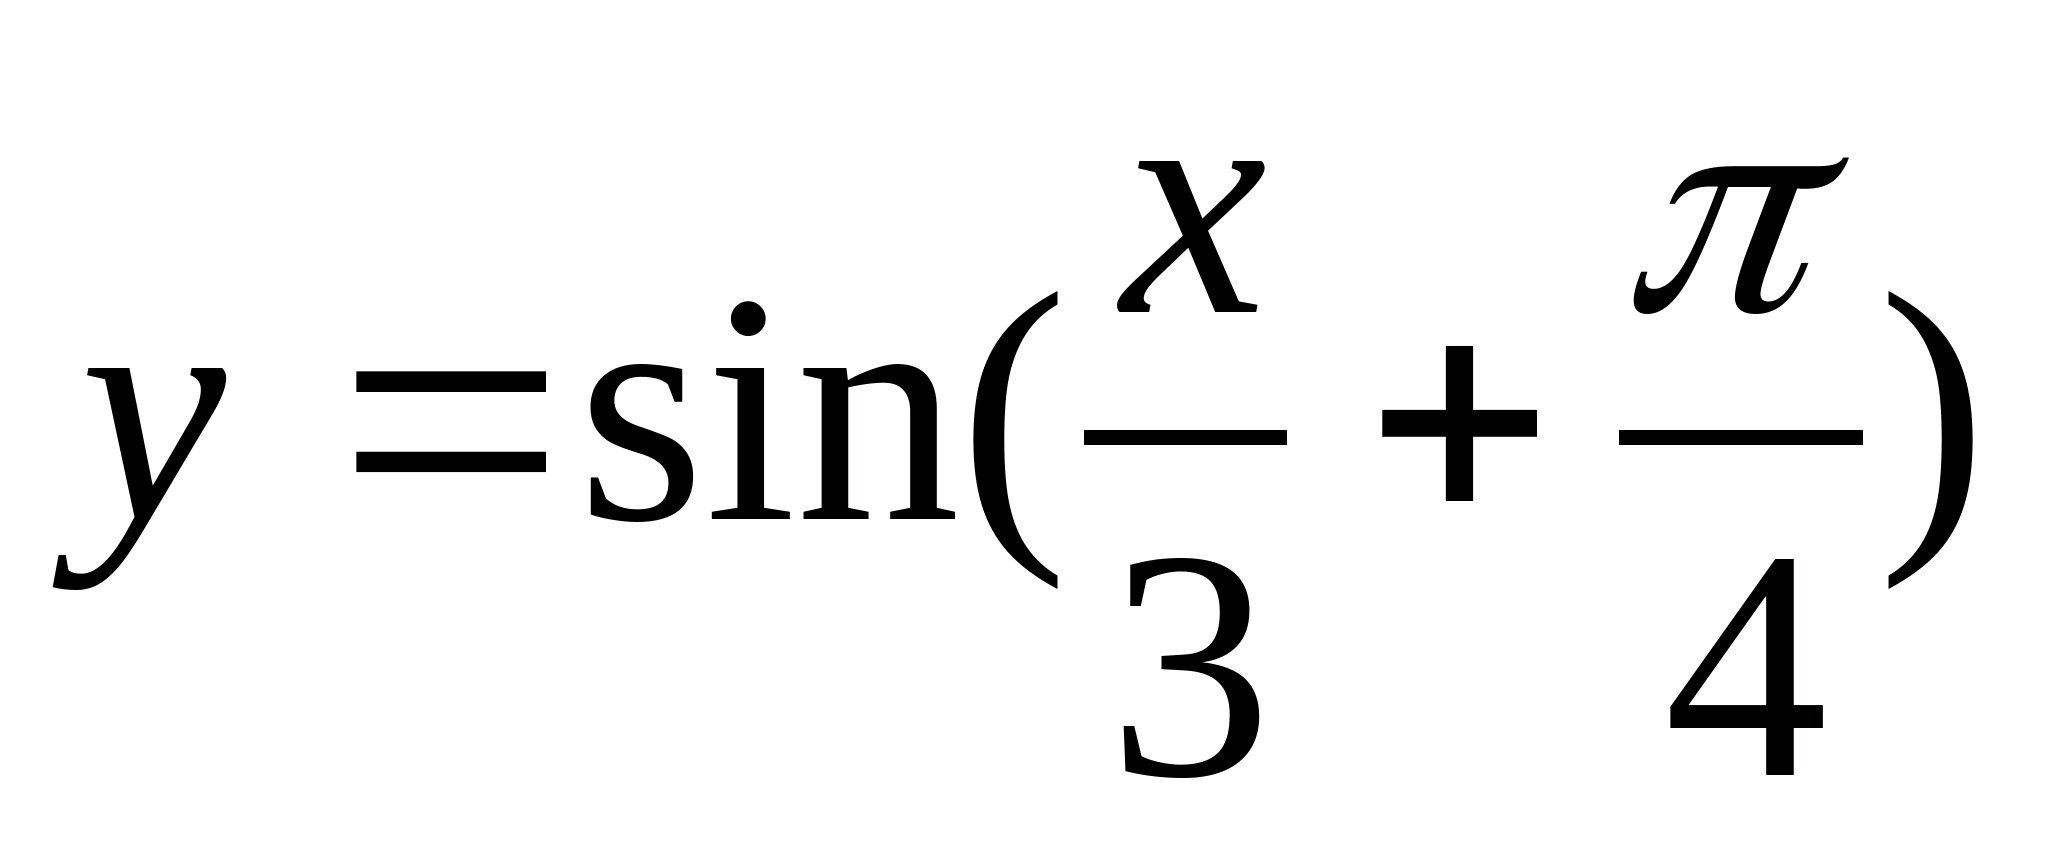 y = sin(x/3 + π/4)